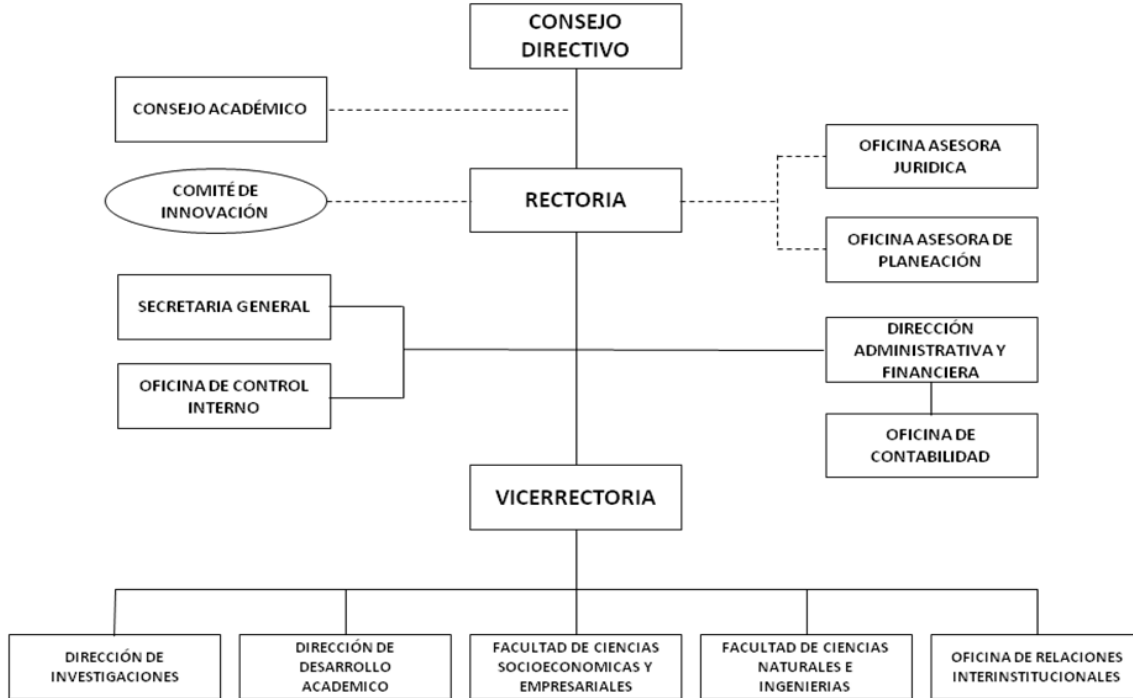 CONSEJO
DIRECTIVO
CONSEJO ACADÉMICO
OFICINA ASESORA
JURIDICA
COMITÉ DE
INNOVACIÓN
RECTORIA
OFICINA ASESORA DE
PLANEACIÓN
SECRETARIA GENERAL
DIRECCIÓN
ADMINISTRATIVA Y
FINANCIERA
OFICINA DE CONTROL
INTERNO
OFICINA DE
CONTABILIDAD
VICERRECTORIA
DIRECCIÓN DE
INVESTIGACIONES
DIRECCIÓN DE
DESARROLLO
ACADEMICO
FACULTAD DE CIENCIAS
SOCIOECONOMICAS Y
EMPRESARIALES
FACULTAD DE CIENCIAS
NATURALES E
INGENIERIAS
OFICINA DE RELACIONES
INTERINSTITUCIONALES